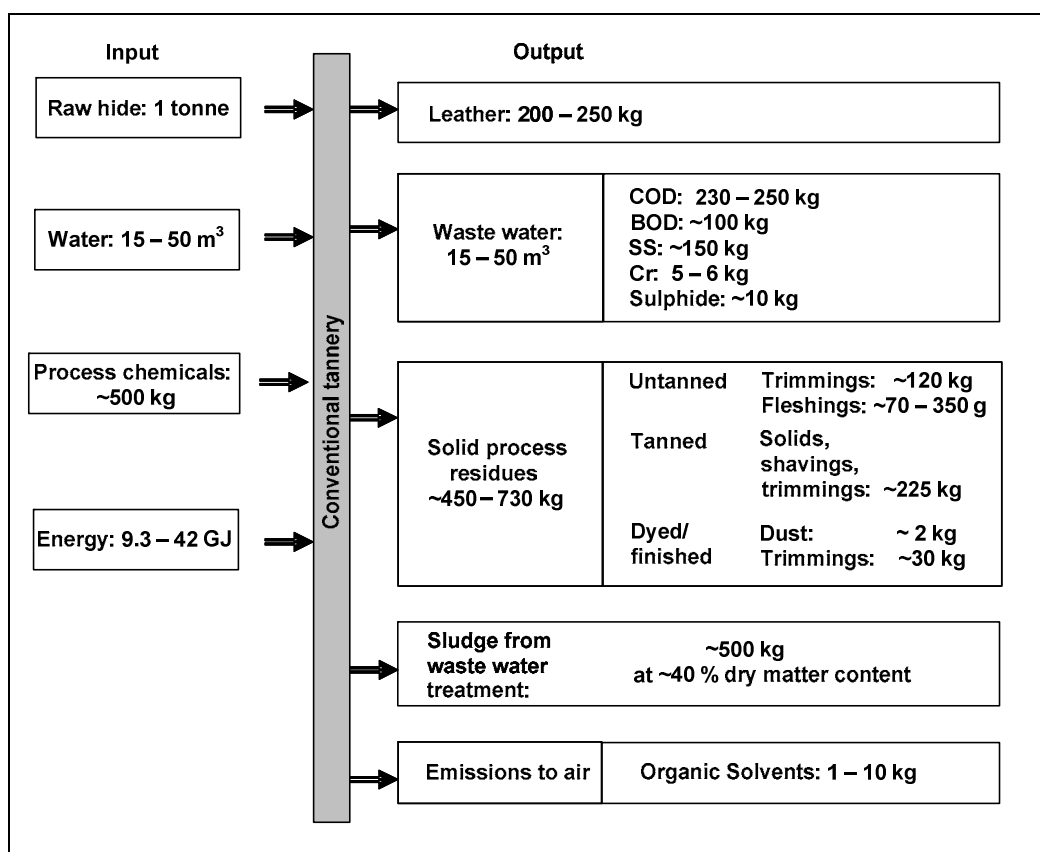 Input
Output
Raw hide: 1 tonne
Leather: 200 – 250 kg
Water: 15 – 50 m³
Waste water:
15 – 50 m³
COD: 230 – 250 kg
BOD: ~100 kg
SS: ~150 kg
Cr: 5 – 6 kg
Sulphide: ~10 kg
Conventional tannery
Process chemicals:
~500 kg
Solid process
residues
~450 – 730 kg
Untanned Trimmings: ~120 kg
Fleshings: ~70 – 350 g
Tanned Solids,
shavings,
trimmings: ~225 kg
Dyed/ Dust: ~ 2 kg
finished Trimmings: ~30 kg
Energy: 9.3 – 42 GJ
Sludge from
waste water
treatment:
~500 kg
at ~40 % dry matter content
Emissions to air
Organic Solvents: 1 – 10 kg